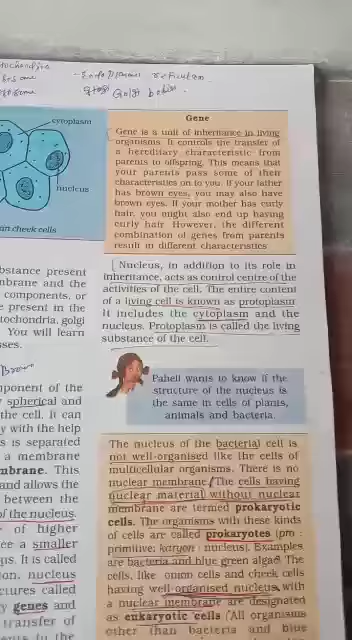 Golgi bodies.
cytoplasm
nucleus
an cheek cells
bstance present
mbrane and the
components, or
e present in the
tochondria, golgi
You will learn
sses.
Brown
ponent of the
spherical and
the cell. It can
y with the help
s is separated
a membrane
mbrane. This
and allows the
between the
of the nucleus.
of higher
ee a smaller
ps. It is called
on, nucleus
ctures called
y genes and
transfer of
Gene
Gene is a unit of inheritance in living
organisms. It controls the transfer of
a hereditary characteristic from
parents to offspring. This means that
your parents pass some of their
characteristics on to you. If your father
has brown eyes, you may also have
brown eyes. If your mother has curly
hair, you might also end up having
curly hair. However, the different
combination of genes from parents
result in different characteristics
Nucleus, in addition to its role in
inheritance, acts as control centre of the
activities of the cell. The entire content
of a living cell is known as protoplasm.
It includes the cytoplasm and the
nucleus. Protoplasm is called the living
substance of the cell.
Paheli wants to know if the
structure of the nucleus is
the same in cells of plants,
animals and bacteria.
The nucleus of the bacterial cell is
not well-organised like the cells of
multicellular organisms. There is no
nuclear membrane. The cells having
nuclear material without nuclear
membrane are termed prokaryotic
cells. The organisms with these kinds
of cells are called prokaryotes (pro :
primitive; karyon : nucleus). Examples
are bacteria and blue green algae. The
cells, like onion cells and cheek cells
having well-organised nucleus with
a nuclear membrane are designated
as eukaryotic cells. All organisms
other than bacteria and blue